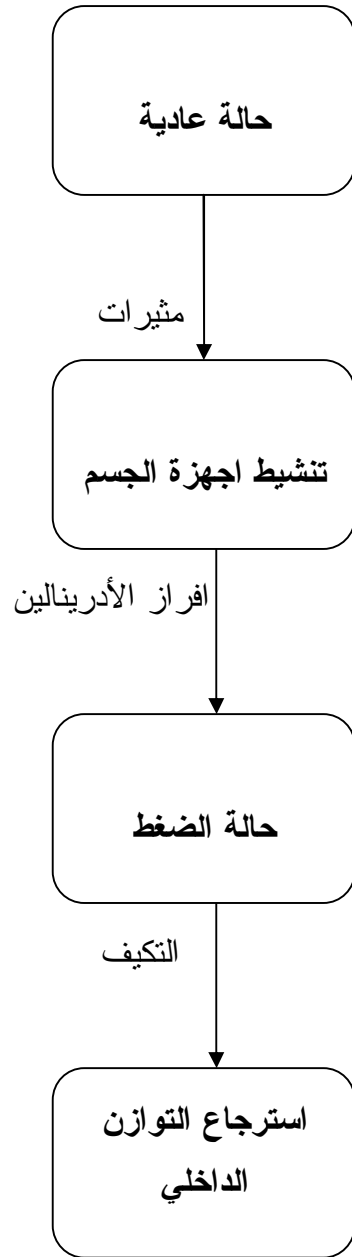 حالة عادية
مثيرات
تنشيط اجهزة الجسم
افراز الأدرينالين
حالة الضغط
التكيف
استرجاع التوازن
الداخلي